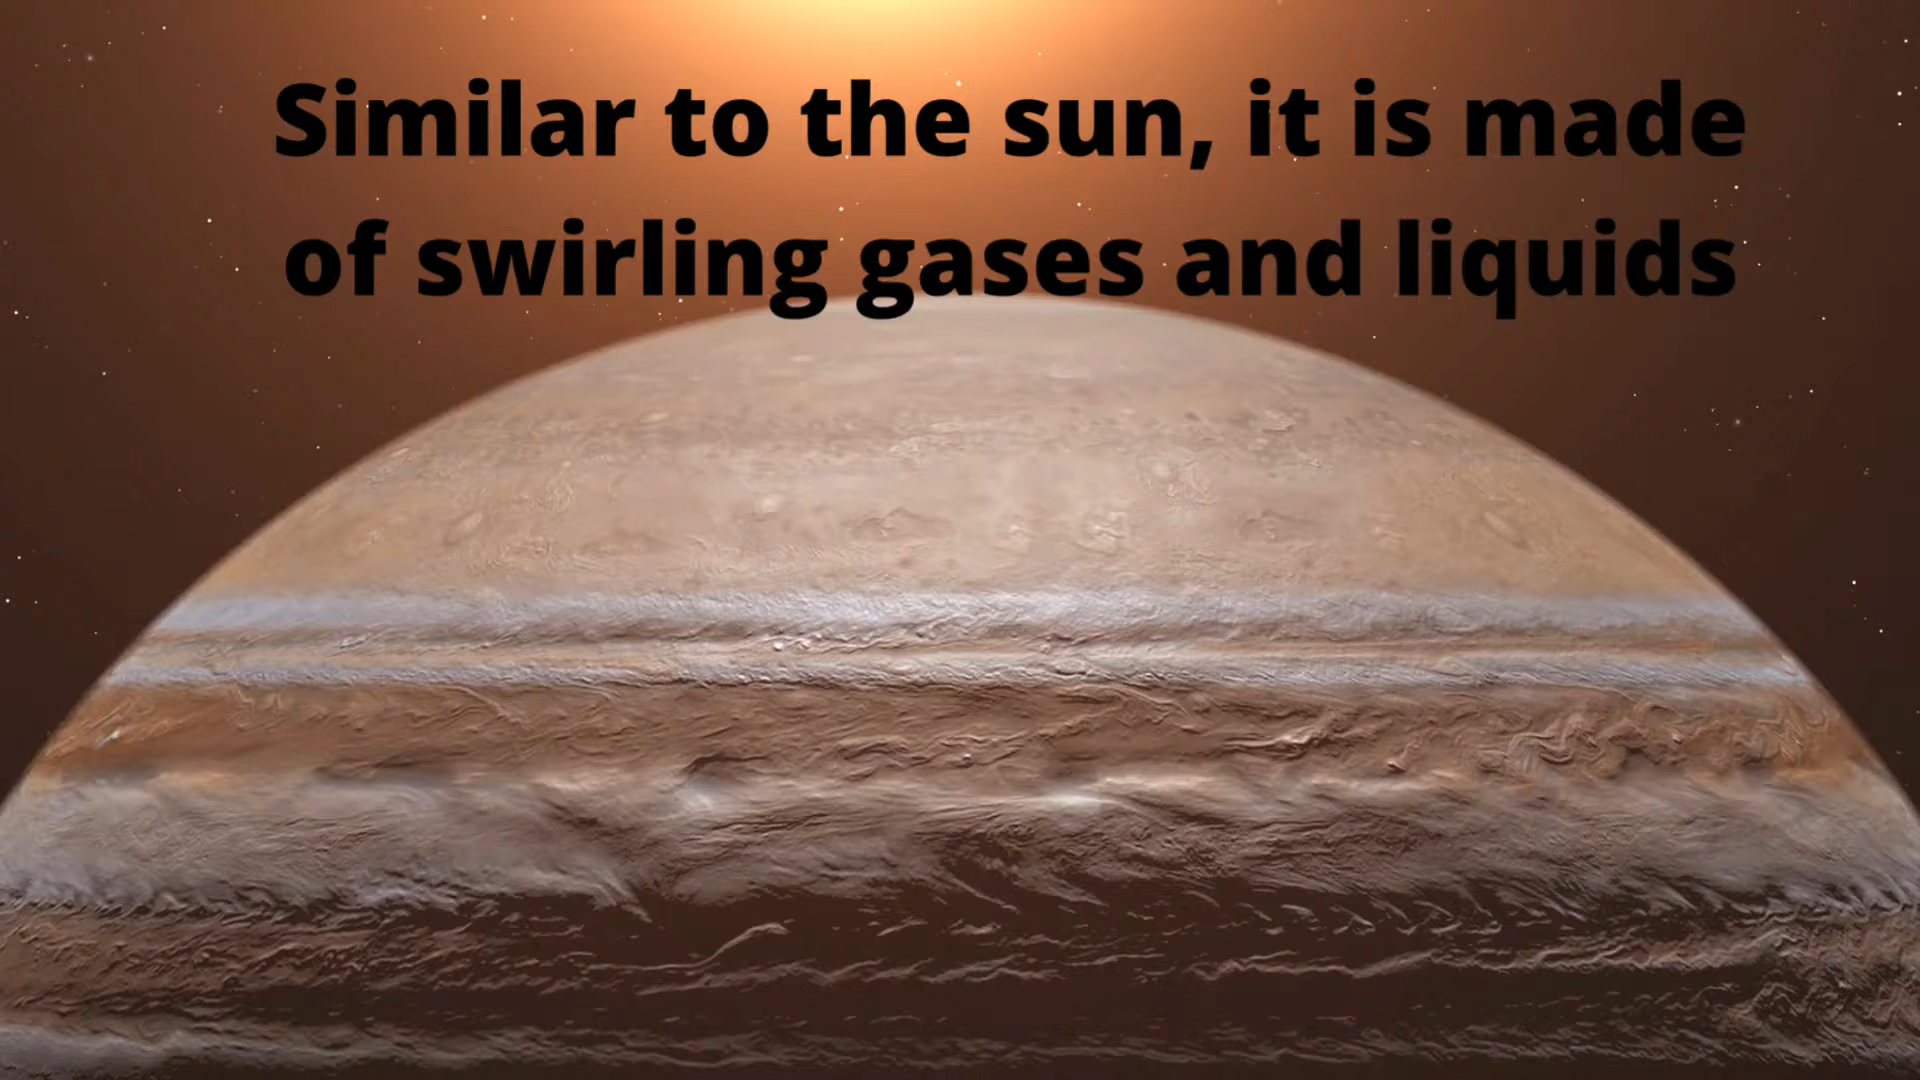 Similar to the sun, it is made
of swirling gases and liquids